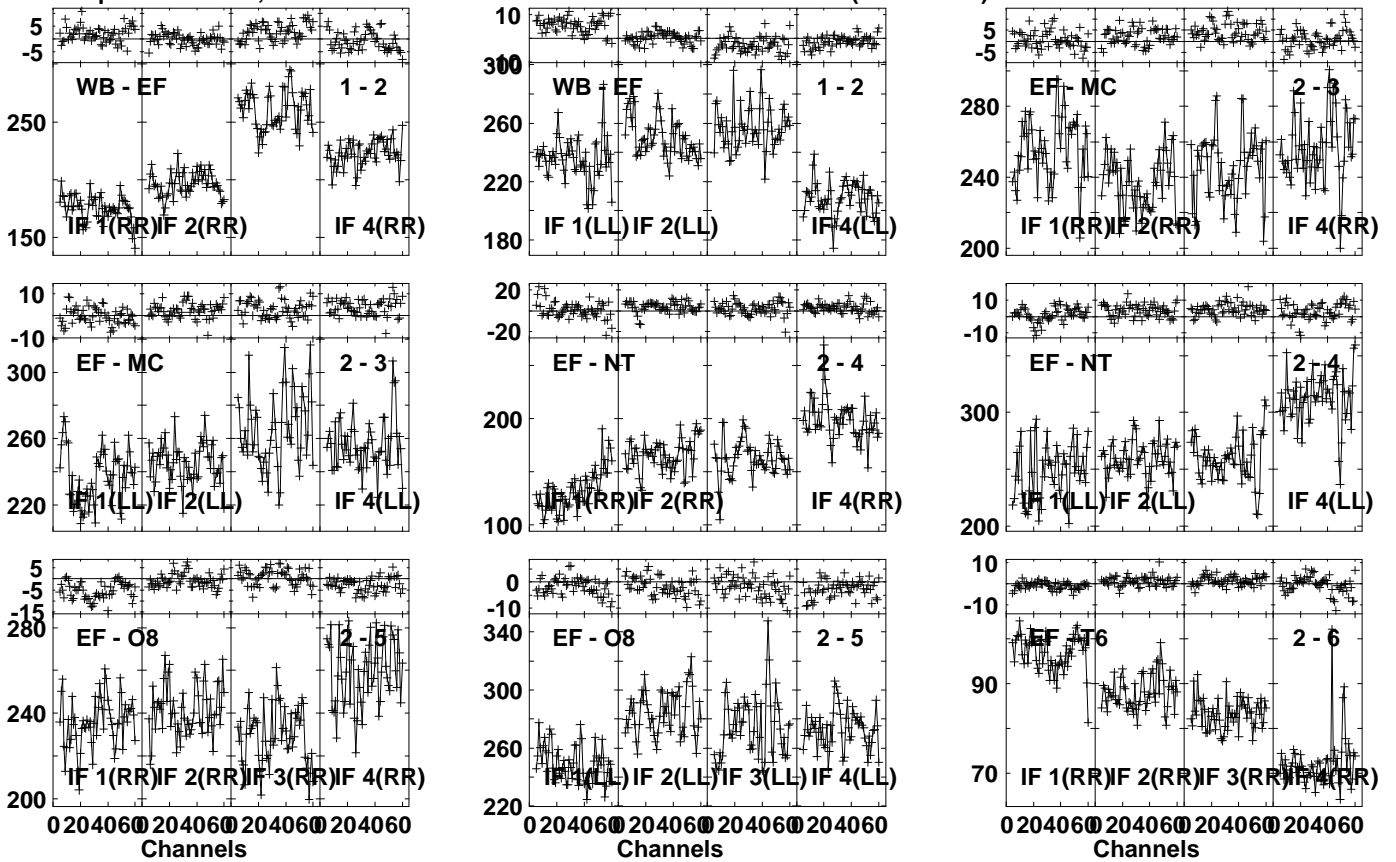 5 10 5
-5 0 -5
WB - EF 1 - 2 300 WB - EF 1 - 2 EF - MC 2 - 3
250 260 280
220 240
150 IF 1(RR) IF 2(RR) IF 4(RR) 180 IF 1(LL) IF 2(LL) IF 4(LL) 200 IF 1(RR) IF 2(RR) IF 4(RR)
10 20 10
0 0 0
-10 -20 -10
EF - MC 2 - 3 EF - NT 2 - 4 EF - NT 2 - 4
300 200 300
260
220 IF 1(LL) IF 2(LL) IF 4(LL) 100 IF 1(RR) IF 2(RR) IF 4(RR) 200 IF 1(LL) IF 2(LL) IF 4(LL)
5 0 10
-5 -10 0
-15 -10
280 EF - O8 2 - 5 340 EF - O8 2 - 5 EF - T6 2 - 6
240 300 90
260 70
200 IF 1(RR) IF 2(RR) IF 3(RR) IF 4(RR) 220 IF 1(LL) IF 2(LL) IF 3(LL) IF 4(LL) IF 1(RR) IF 2(RR) IF 3(RR) IF 4(RR)
0 204060 0 204060 0 204060 0 204060 0 204060 0 204060 0 204060 0 204060 0 204060 0 204060 0 204060 0 204060
Channels Channels Channels